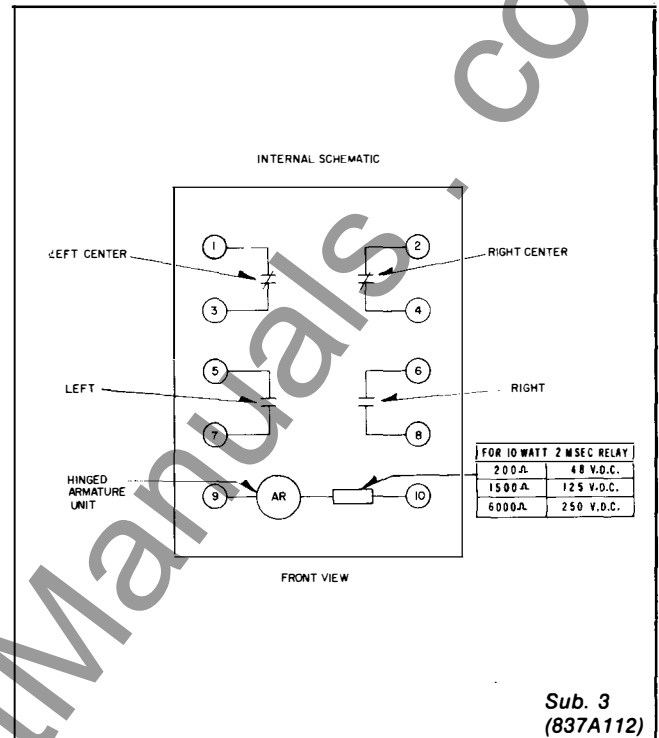 INTERNAL SCHEMATIC
1
2
LEFT CENTER
RIGHT CENTER
3
4
5
6
LEFT
RIGHT
7
8
FOR 10 WATT 2 MSEC RELAY
200Ω 48 V.D.C.
1500Ω 125 V.D.C.
6000Ω 250 V.D.C.
HINGED
ARMATURE
UNIT
9
AR
10
FRONT VIEW
Sub. 3
(837A112)
tManuals.co